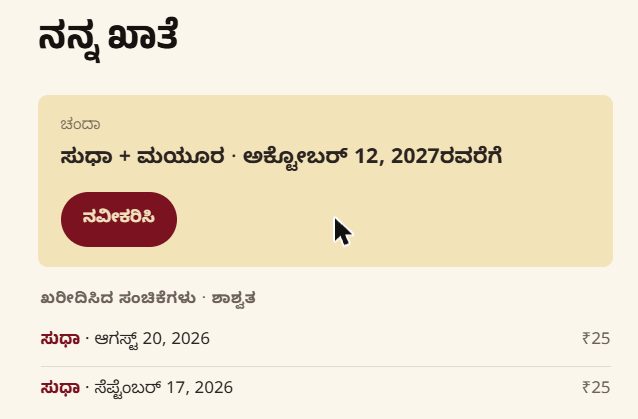 ನನ್ನ ಖಾತೆ
ಚಂದಾ
ಸುಧಾ + ಮಯೂರ · ಅಕ್ಟೋಬರ್ 12, 2027ರವರೆಗೆ
ನವೀಕರಿಸಿ
ಖರೀದಿಸಿದ ಸಂಚಿಕೆಗಳು · ಶಾಶ್ವತ
ಸುಧಾ · ಆಗಸ್ಟ್ 20, 2026 ₹25
ಸುಧಾ · ಸೆಪ್ಟೆಂಬರ್ 17, 2026 ₹25